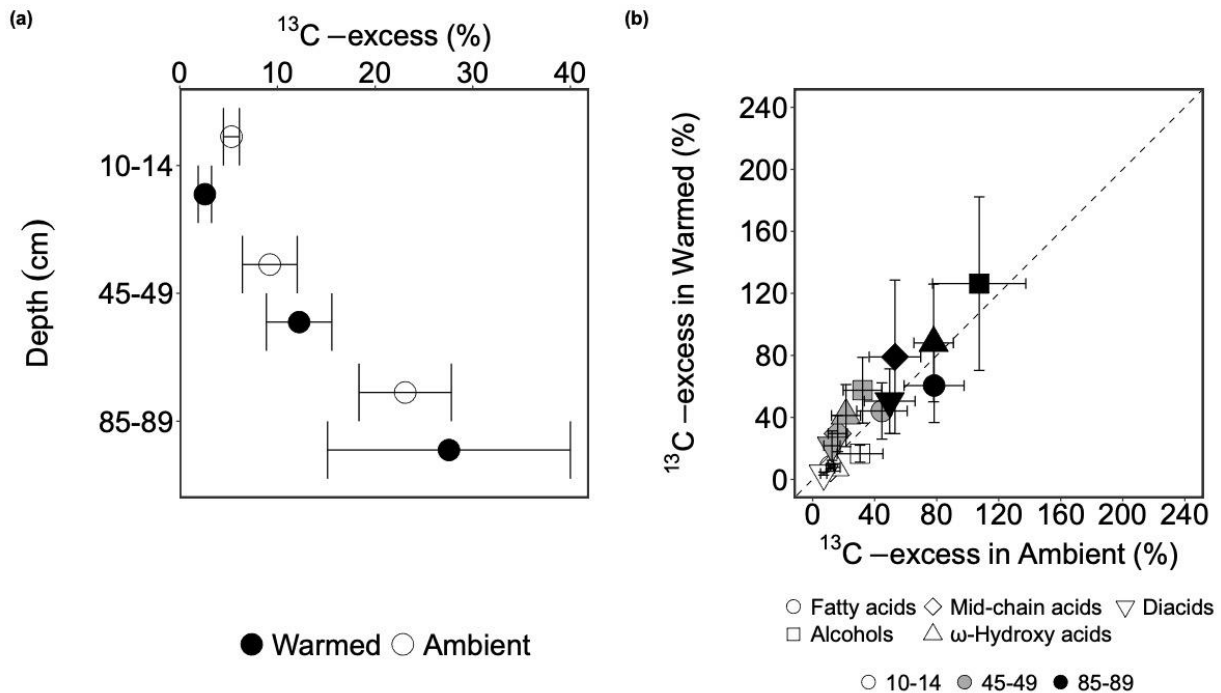 (a)
¹³C –excess (%)
0 10 20 30 40
Depth (cm)
10-14
45-49
85-89
Warmed Ambient
(b)
¹³C –excess in Warmed (%)
240
200
160
120
80
40
0
0 40 80 120 160 200 240
¹³C –excess in Ambient (%)
Fatty acids Mid-chain acids Diacids
Alcohols ω-Hydroxy acids
10-14 45-49 85-89